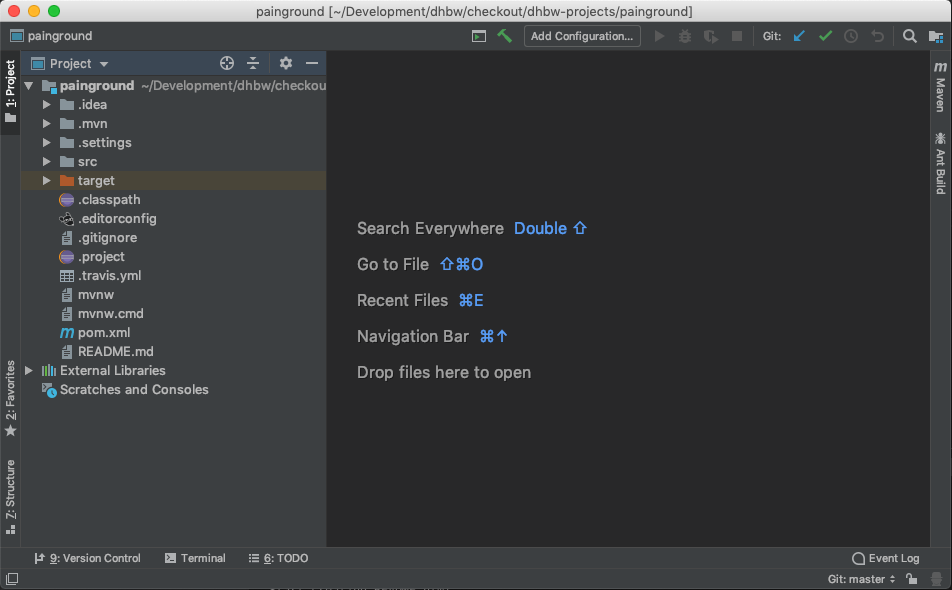 painground [~/Development/dhbw/checkout/dhbw-projects/painground]
painground
Add Configuration...
Git:
1: Project
Project
painground ~/Development/dhbw/checkou
.idea
.mvn
.settings
src
target
.classpath
.editorconfig
.gitignore
.project
.travis.yml
mvnw
mvnw.cmd
pom.xml
README.md
External Libraries
Scratches and Consoles
2: Favorites
7: Structure
Search Everywhere Double ⇧
Go to File ⇧⌘O
Recent Files ⌘E
Navigation Bar ⌘↑
Drop files here to open
m
Maven
Ant Build
9: Version Control
Terminal
6: TODO
Event Log
Git: master